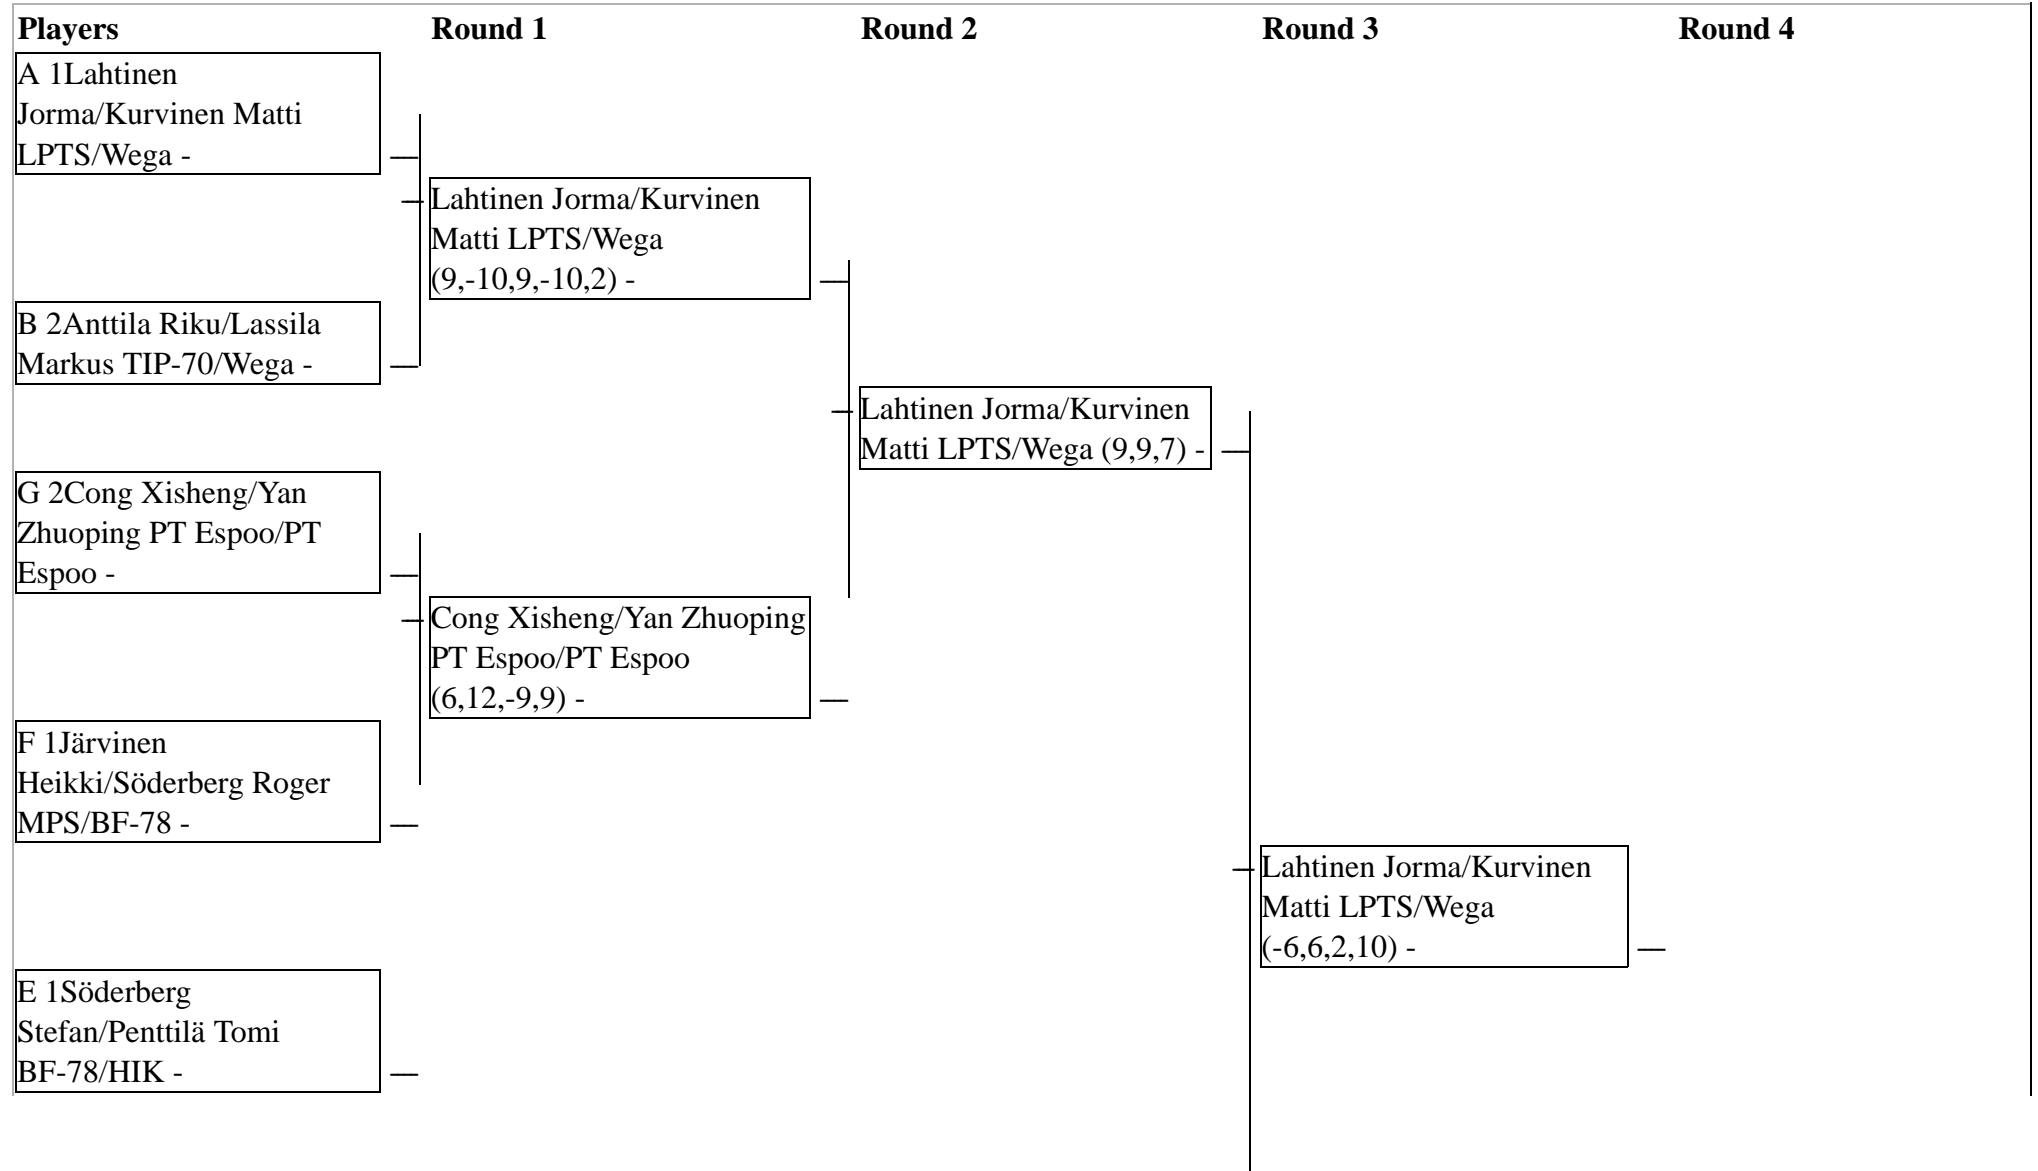 Players Round 1 Round 2 Round 3 Round 4
A 1Lahtinen
Jorma/Kurvinen Matti
LPTS/Wega -
Lahtinen Jorma/Kurvinen
Matti LPTS/Wega
(9,-10,9,-10,2) -
B 2Anttila Riku/Lassila
Markus TIP-70/Wega -
Lahtinen Jorma/Kurvinen
Matti LPTS/Wega (9,9,7) -
G 2Cong Xisheng/Yan
Zhuoping PT Espoo/PT
Espoo -
Cong Xisheng/Yan Zhuoping
PT Espoo/PT Espoo
(6,12,-9,9) -
F 1Järvinen
Heikki/Söderberg Roger
MPS/BF-78 -
Lahtinen Jorma/Kurvinen
Matti LPTS/Wega
(-6,6,2,10) -
E 1Söderberg
Stefan/Penttilä Tomi
BF-78/HIK -